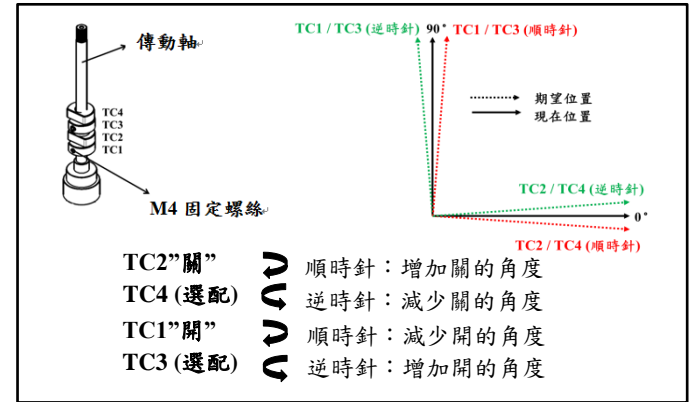 傳動軸
TC4
TC3
TC2
TC1
M4 固定螺絲
TC1 / TC3 (逆時針) 90° TC1 / TC3 (順時針)
期望位置
現在位置
TC2 / TC4 (逆時針)
0°
TC2 / TC4 (順時針)
TC2”關” 順時針：增加關的角度
TC4 (選配) 逆時針：減少關的角度
TC1”開” 順時針：減少開的角度
TC3 (選配) 逆時針：增加開的角度